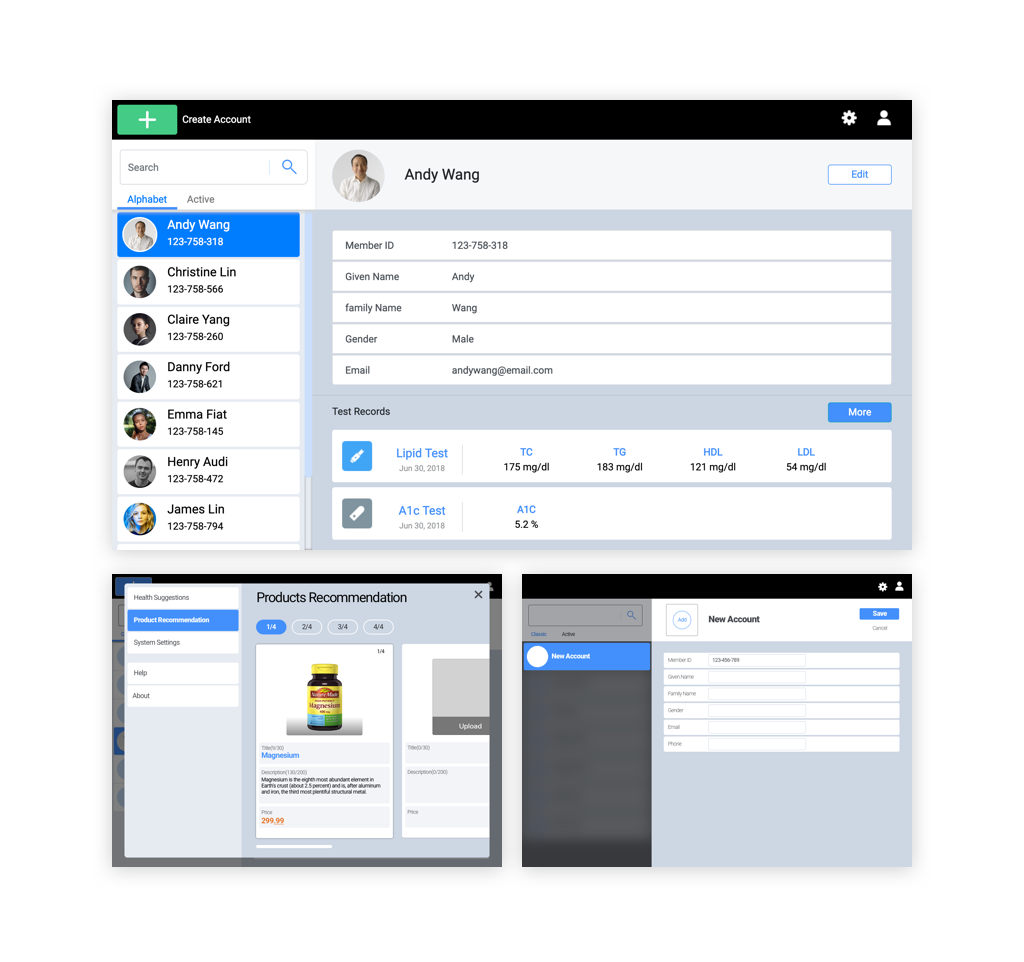 Create Account
Search
Alphabet Active
Andy Wang
123-758-318
Christine Lin
123-758-566
Claire Yang
123-758-260
Danny Ford
123-758-621
Emma Fiat
123-758-145
Henry Audi
123-758-472
James Lin
123-758-794
Andy Wang
Edit
Member ID 123-758-318
Given Name Andy
family Name Wang
Gender Male
Email andywang@email.com
Test Records
More
Lipid Test
Jun 30, 2018
TC TG HDL LDL
175 mg/dl 183 mg/dl 121 mg/dl 54 mg/dl
A1c Test
Jun 30, 2018
A1C
5.2 %
Health Suggestions
Product Recommendation
System Settings
Help
About
Products Recommendation
1/4 2/4 3/4 4/4
1/4
Nature Made
Magnesium
Title(9/30)
Magnesium
Description(130/200)
Magnesium is the eighth most abundant element in
Earth's crust (about 2.5 percent) and is, after aluminum
and iron, the third most plentiful structural metal.
Price
299.99
Upload
Title(0/30)
Description(0/200)
Price
Active
New Account
Add
New Account
Save
Cancel
Member ID 123-456-789
Given Name
Family Name
Gender
Email
Phone